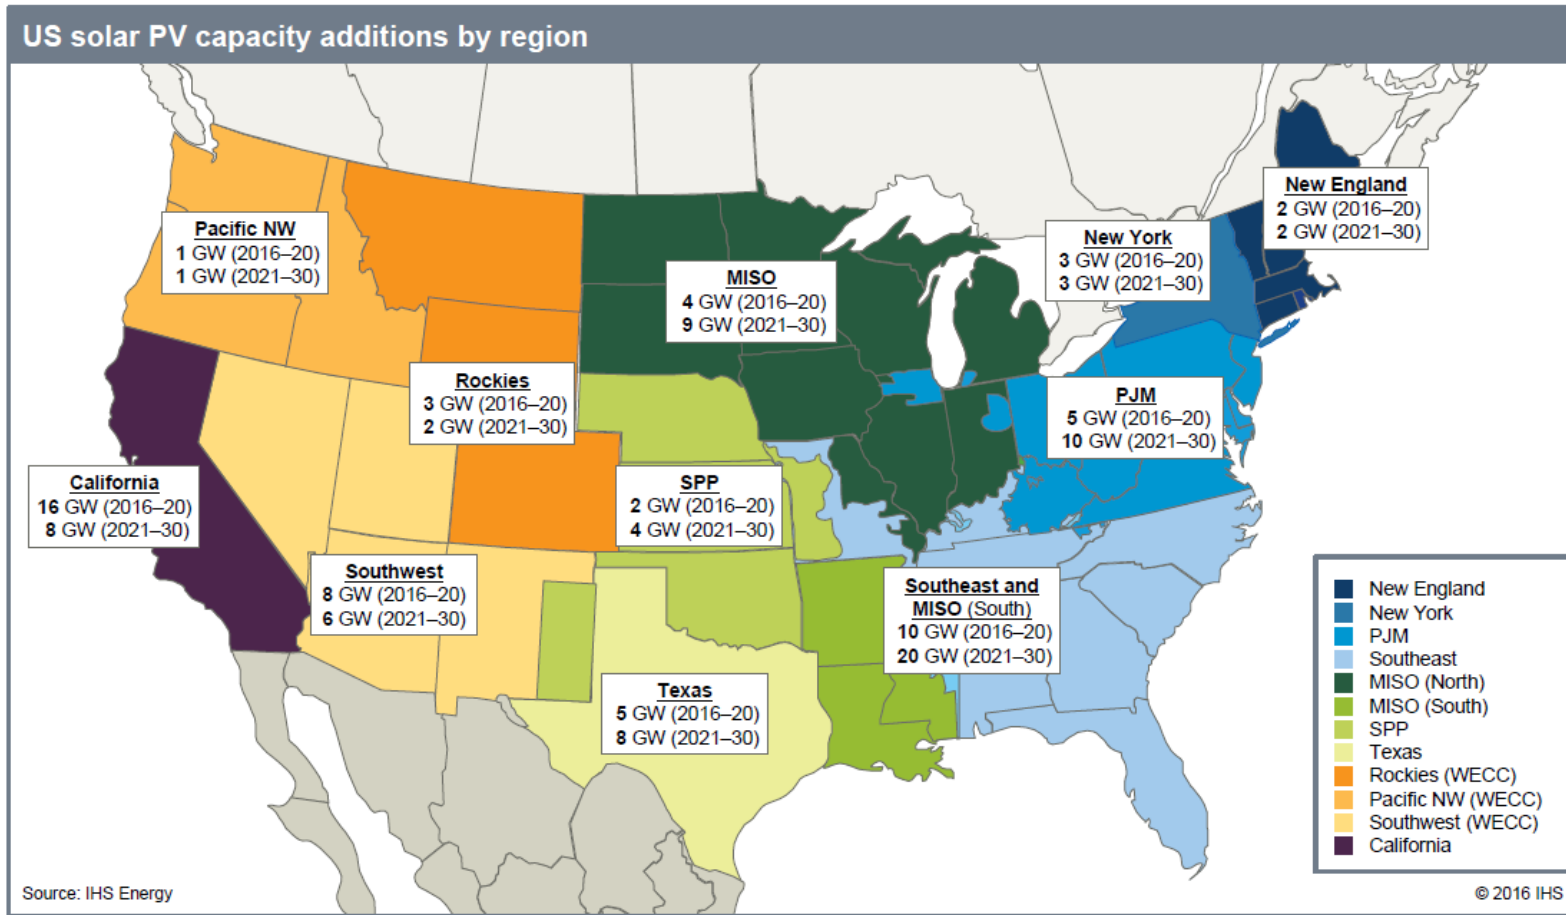 US solar PV capacity additions by region
New England
2 GW (2016–20)
2 GW (2021–30)
New York
3 GW (2016–20)
3 GW (2021–30)
Pacific NW
1 GW (2016–20)
1 GW (2021–30)
MISO
4 GW (2016–20)
9 GW (2021–30)
Rockies
3 GW (2016–20)
2 GW (2021–30)
PJM
5 GW (2016–20)
10 GW (2021–30)
California
16 GW (2016–20)
8 GW (2021–30)
SPP
2 GW (2016–20)
4 GW (2021–30)
Southwest
8 GW (2016–20)
6 GW (2021–30)
Southeast and
MISO (South)
10 GW (2016–20)
20 GW (2021–30)
Texas
5 GW (2016–20)
8 GW (2021–30)
New England
New York
PJM
Southeast
MISO (North)
MISO (South)
SPP
Texas
Rockies (WECC)
Pacific NW (WECC)
Southwest (WECC)
California
Source: IHS Energy
© 2016 IHS